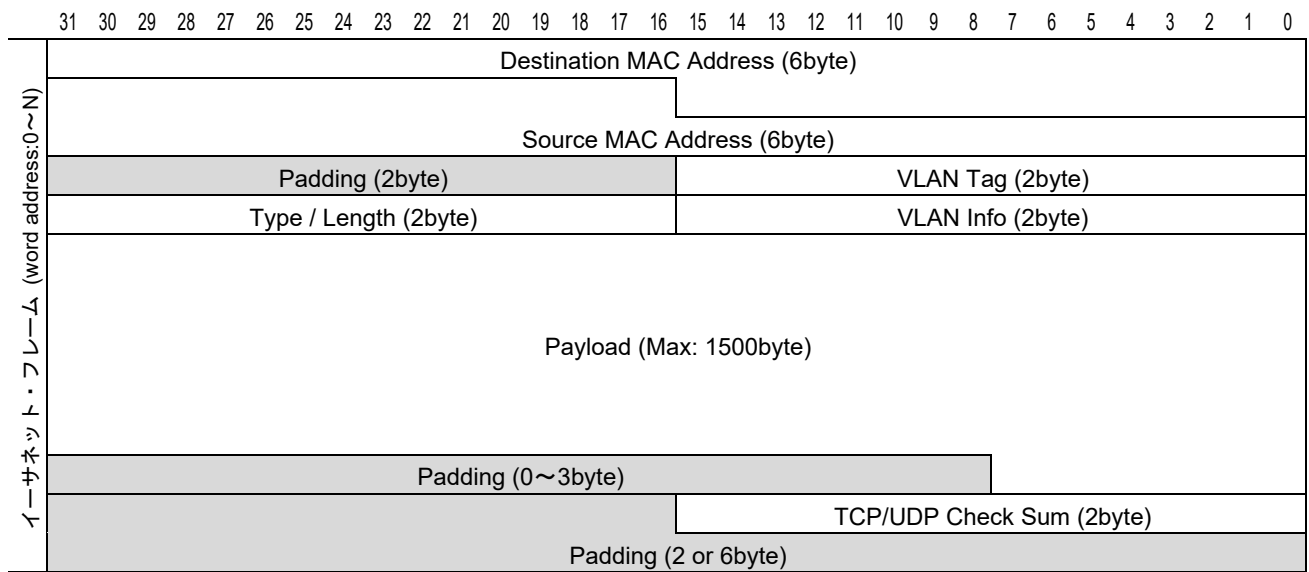 31 30 29 28 27 26 25 24 23 22 21 20 19 18 17 16 15 14 13 12 11 10 9 8 7 6 5 4 3 2 1 0
イーサネット・フレーム (word address:0～N)
Destination MAC Address (6byte)
Source MAC Address (6byte)
Padding (2byte) VLAN Tag (2byte)
Type / Length (2byte) VLAN Info (2byte)
Payload (Max: 1500byte)
Padding (0～3byte)
TCP/UDP Check Sum (2byte)
Padding (2 or 6byte)